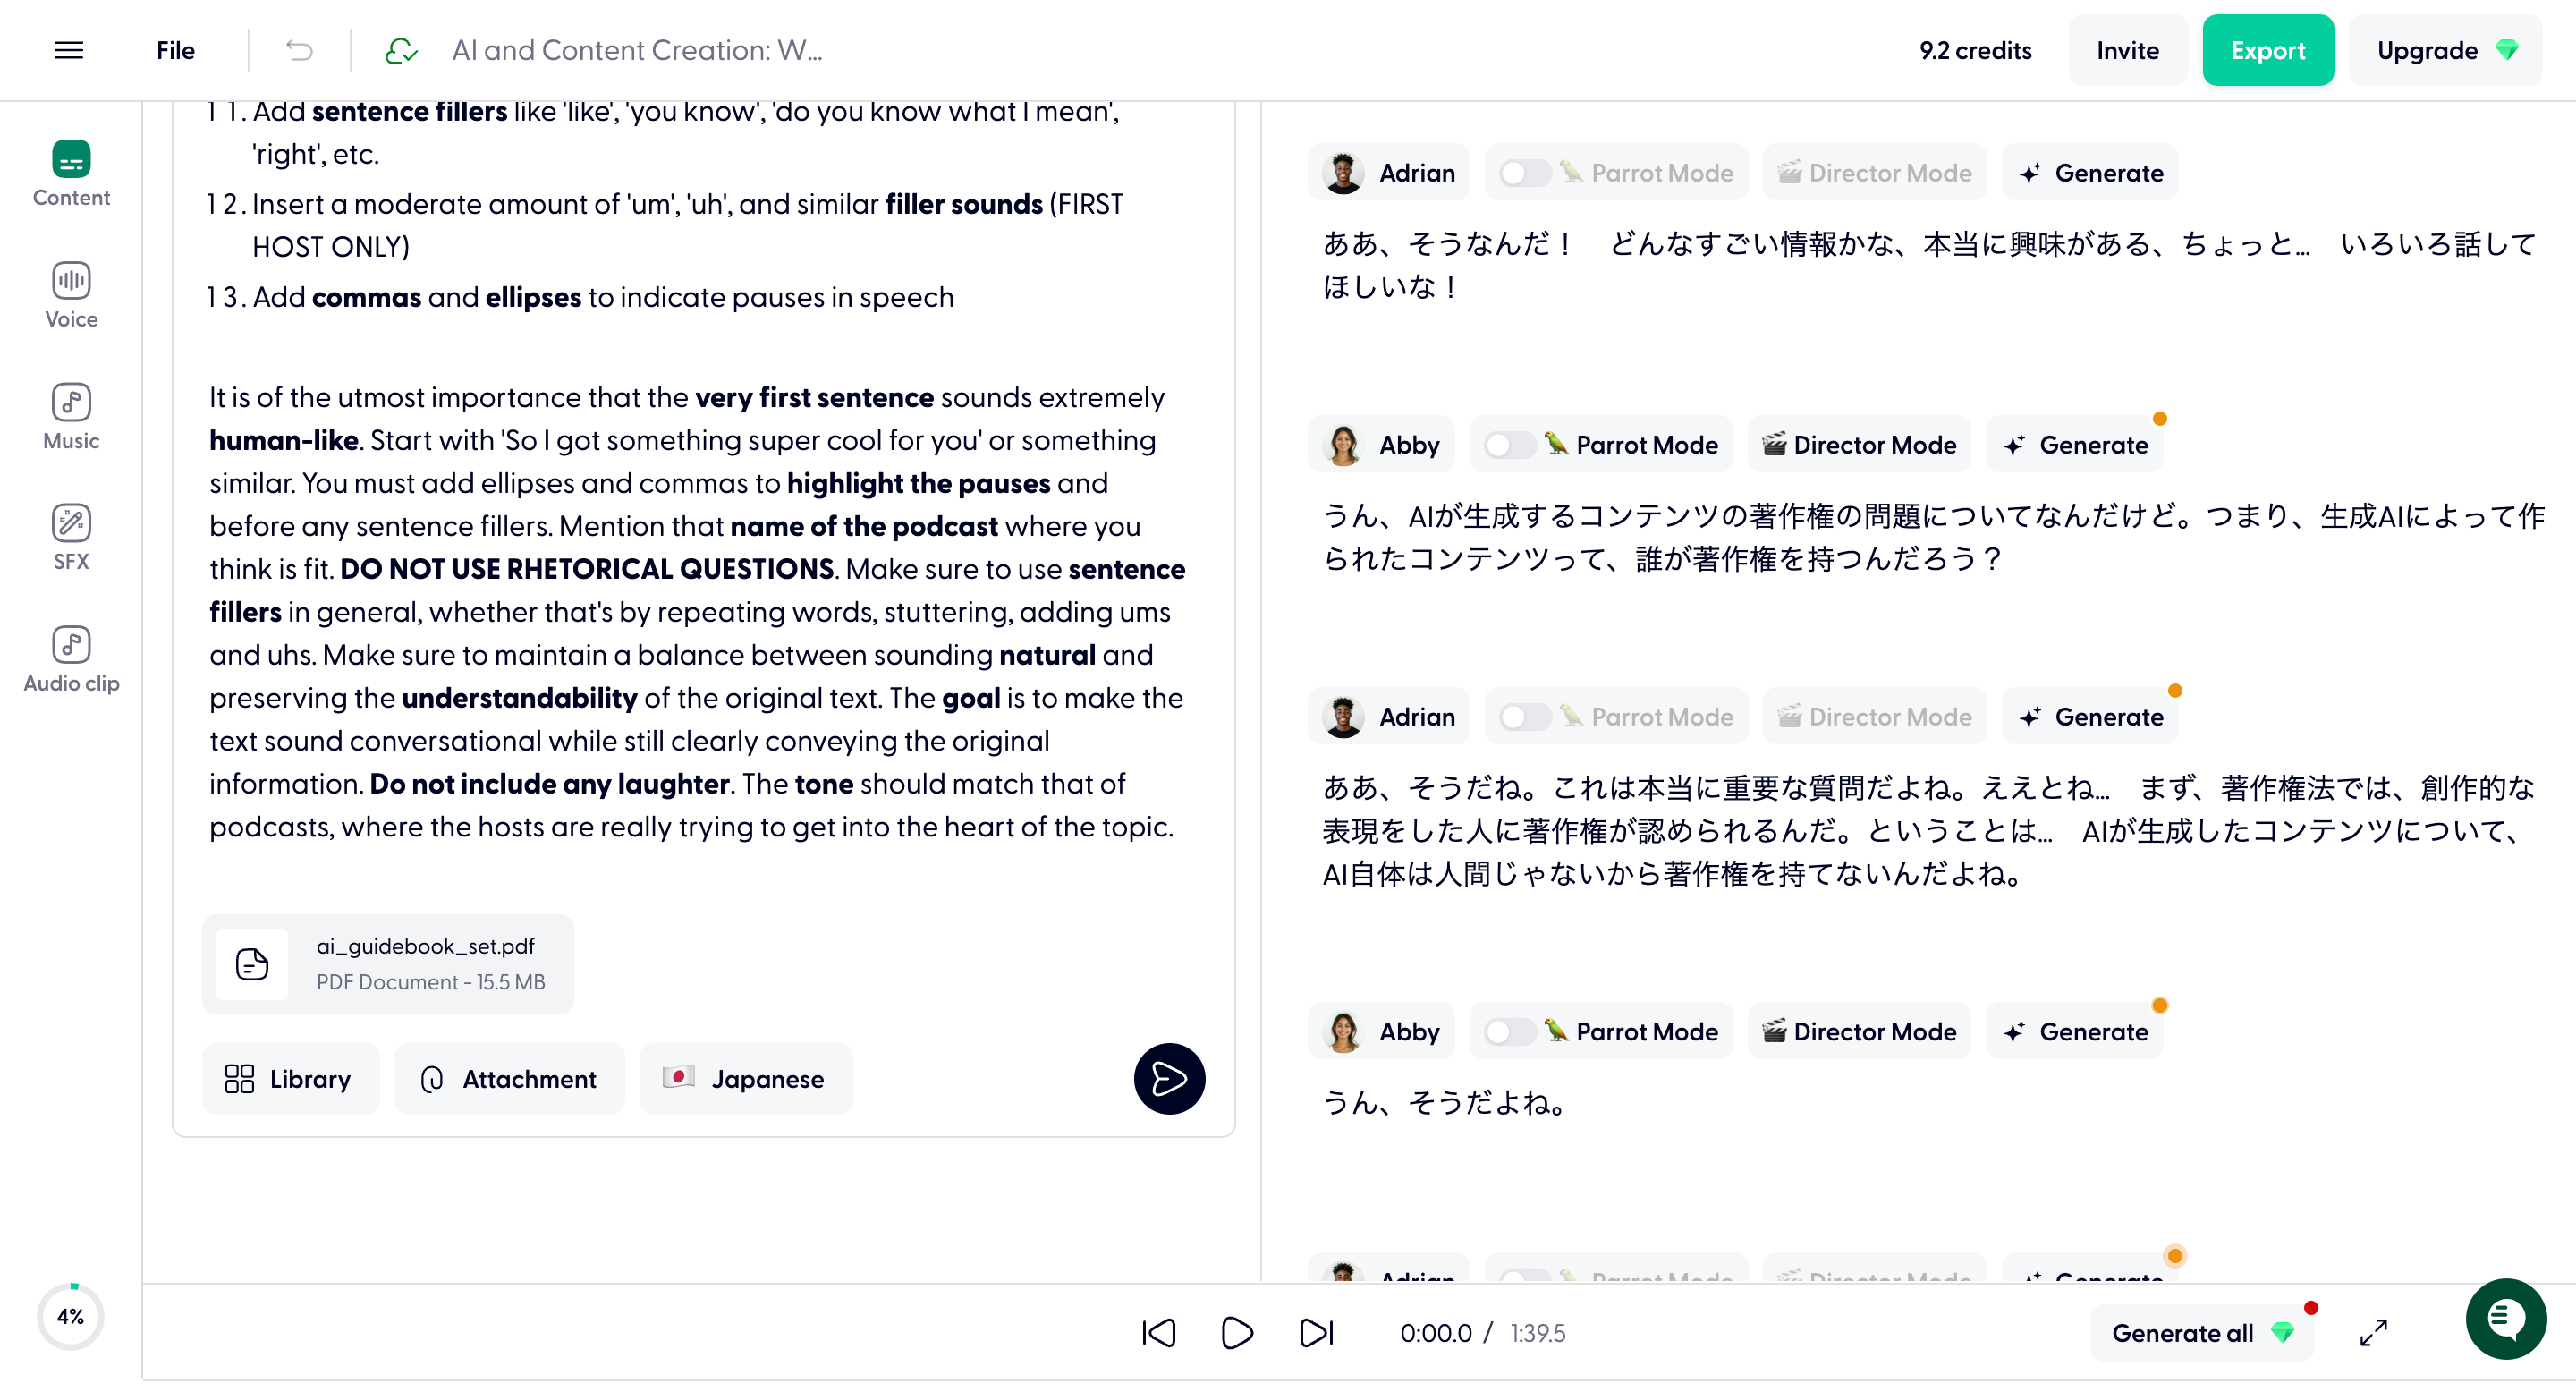 File
AI and Content Creation: W...
9.2 credits
Invite
Export
Upgrade
Content
Voice
Music
SFX
Audio clip
4%
11. Add sentence fillers like 'like', 'you know', 'do you know what I mean',
'right', etc.
12. Insert a moderate amount of 'um', 'uh', and similar filler sounds (FIRST
HOST ONLY)
13. Add commas and ellipses to indicate pauses in speech
It is of the utmost importance that the very first sentence sounds extremely
human-like. Start with 'So I got something super cool for you' or something
similar. You must add ellipses and commas to highlight the pauses and
before any sentence fillers. Mention that name of the podcast where you
think is fit. DO NOT USE RHETORICAL QUESTIONS. Make sure to use sentence
fillers in general, whether that's by repeating words, stuttering, adding ums
and uhs. Make sure to maintain a balance between sounding natural and
preserving the understandability of the original text. The goal is to make the
text sound conversational while still clearly conveying the original
information. Do not include any laughter. The tone should match that of
podcasts, where the hosts are really trying to get into the heart of the topic.
ai_guidebook_set.pdf
PDF Document - 15.5 MB
Library
Attachment
Japanese
Adrian Parrot Mode Director Mode Generate
ああ、そうなんだ！　どんなすごい情報かな、本当に興味がある、ちょっと…　いろいろ話して
ほしいな！
Abby Parrot Mode Director Mode Generate
うん、AIが生成するコンテンツの著作権の問題についてなんだけど。つまり、生成AIによって作
られたコンテンツって、誰が著作権を持つんだろう？
Adrian Parrot Mode Director Mode Generate
ああ、そうだね。これは本当に重要な質問だよね。ええとね…　まず、著作権法では、創作的な
表現をした人に著作権が認められるんだ。ということは…　AIが生成したコンテンツについて、
AI自体は人間じゃないから著作権を持てないんだよね。
Abby Parrot Mode Director Mode Generate
うん、そうだよね。
Adrian Parrot Mode Director Mode Generate
0:00.0 / 1:39.5
Generate all